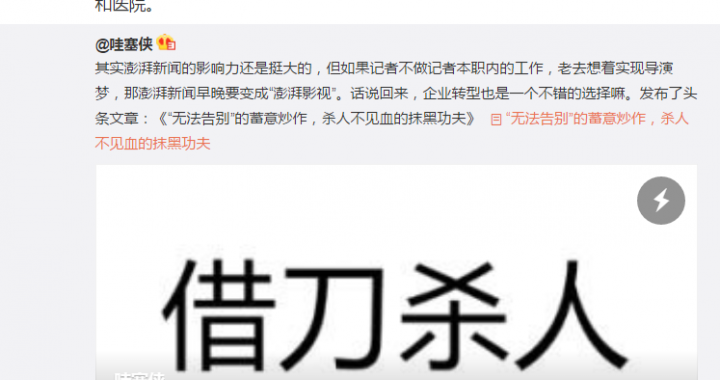 和医院。
@哇塞侠
其实澎湃新闻的影响力还是挺大的，但如果记者不做记者本职内的工作，老去想着实现导演
梦，那澎湃新闻早晚要变成“澎湃影视”。话说回来，企业转型也是一个不错的选择嘛。发布了头
条文章：《“无法告别”的蓄意炒作，杀人不见血的抹黑功夫》 “无法告别”的蓄意炒作，杀人
不见血的抹黑功夫
借刀杀人
哇塞侠